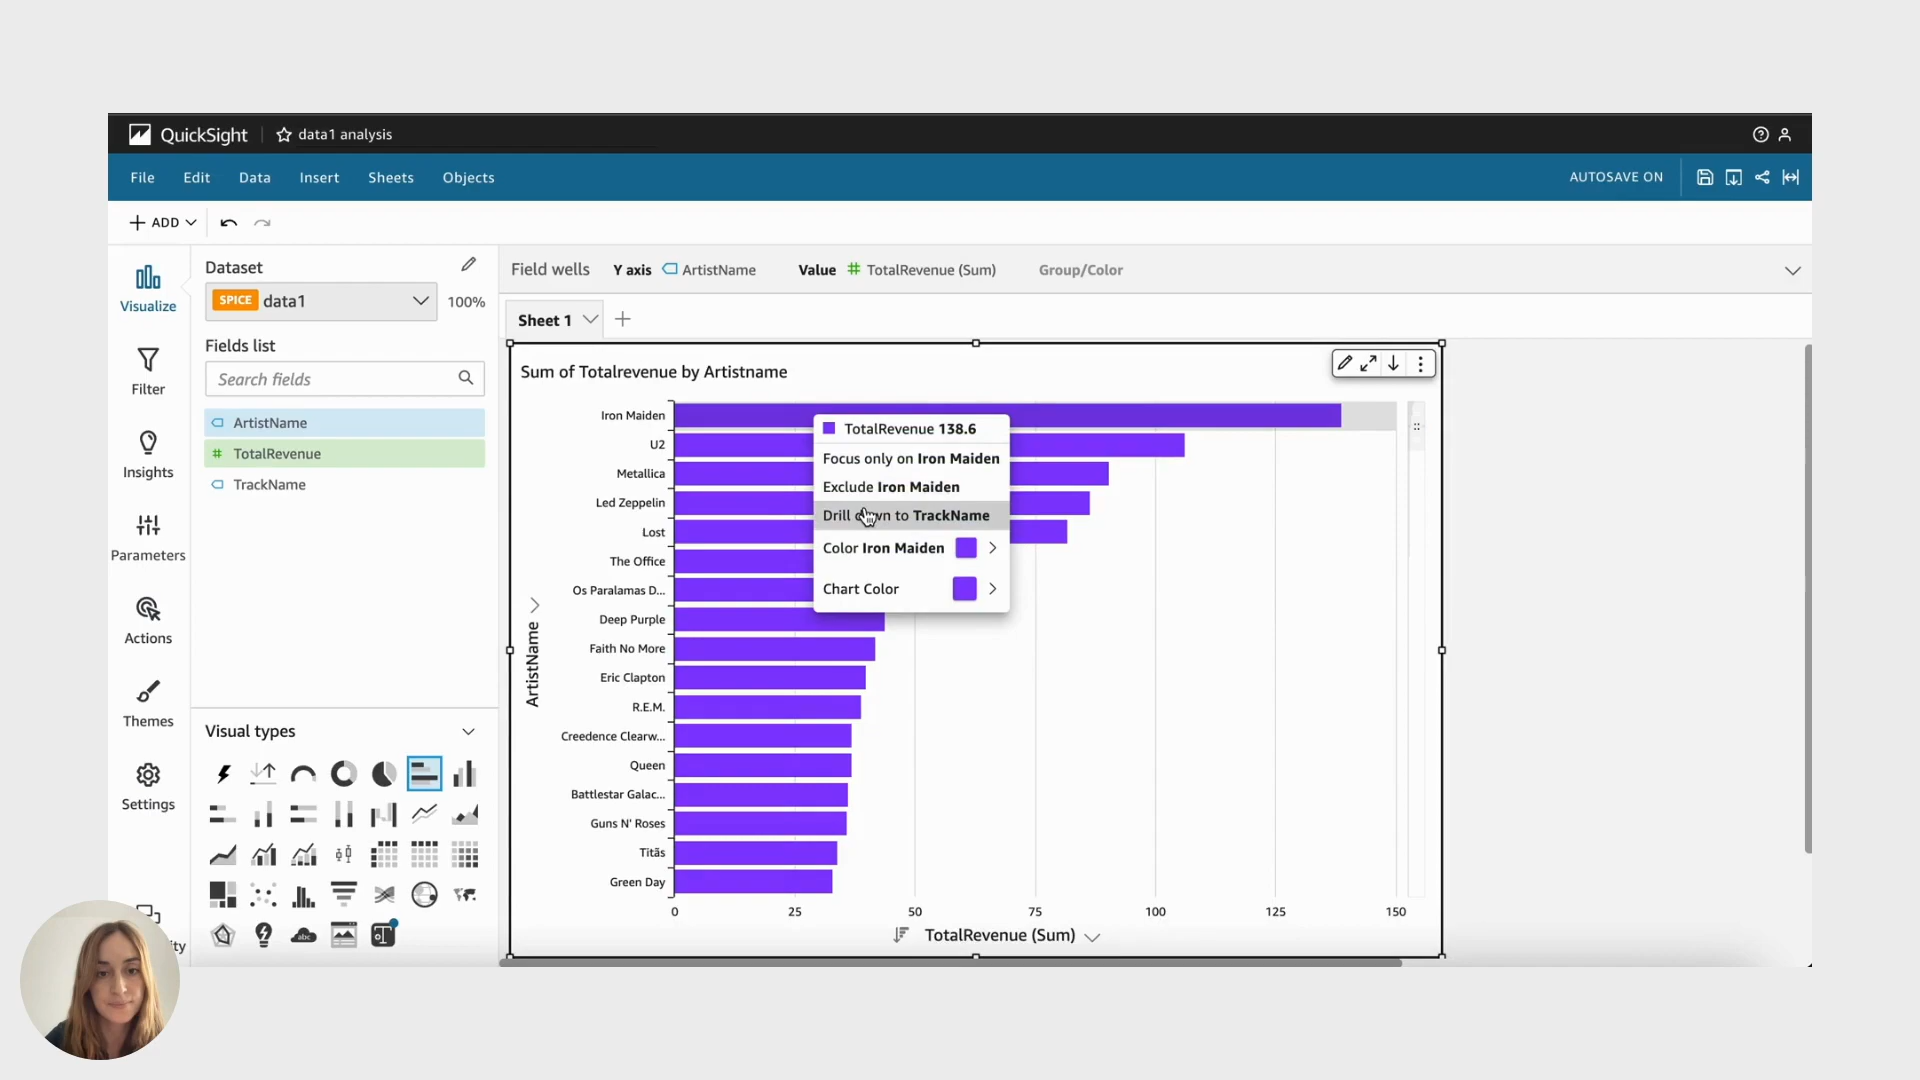 QuickSight
data1 analysis
File
Edit
Data
Insert
Sheets
Objects
AUTOSAVE ON
ADD
Visualize
Filter
Insights
Parameters
Actions
Themes
Settings
ity
Dataset
SPICE data1
100%
Fields list
Search fields
ArtistName
# TotalRevenue
TrackName
Visual types
abc
T
Field wells
Y axis ArtistName
Value # TotalRevenue (Sum)
Group/Color
Sheet 1
Sum of Totalrevenue by Artistname
ArtistName
Iron Maiden
U2
Metallica
Led Zeppelin
Lost
The Office
Os Paralamas D...
Deep Purple
Faith No More
Eric Clapton
R.E.M.
Creedence Clearw...
Queen
Battlestar Galac...
Guns N' Roses
Titãs
Green Day
TotalRevenue 138.6
Focus only on Iron Maiden
Exclude Iron Maiden
Drill down to TrackName
Color Iron Maiden
Chart Color
0
25
50
75
100
125
150
TotalRevenue (Sum)